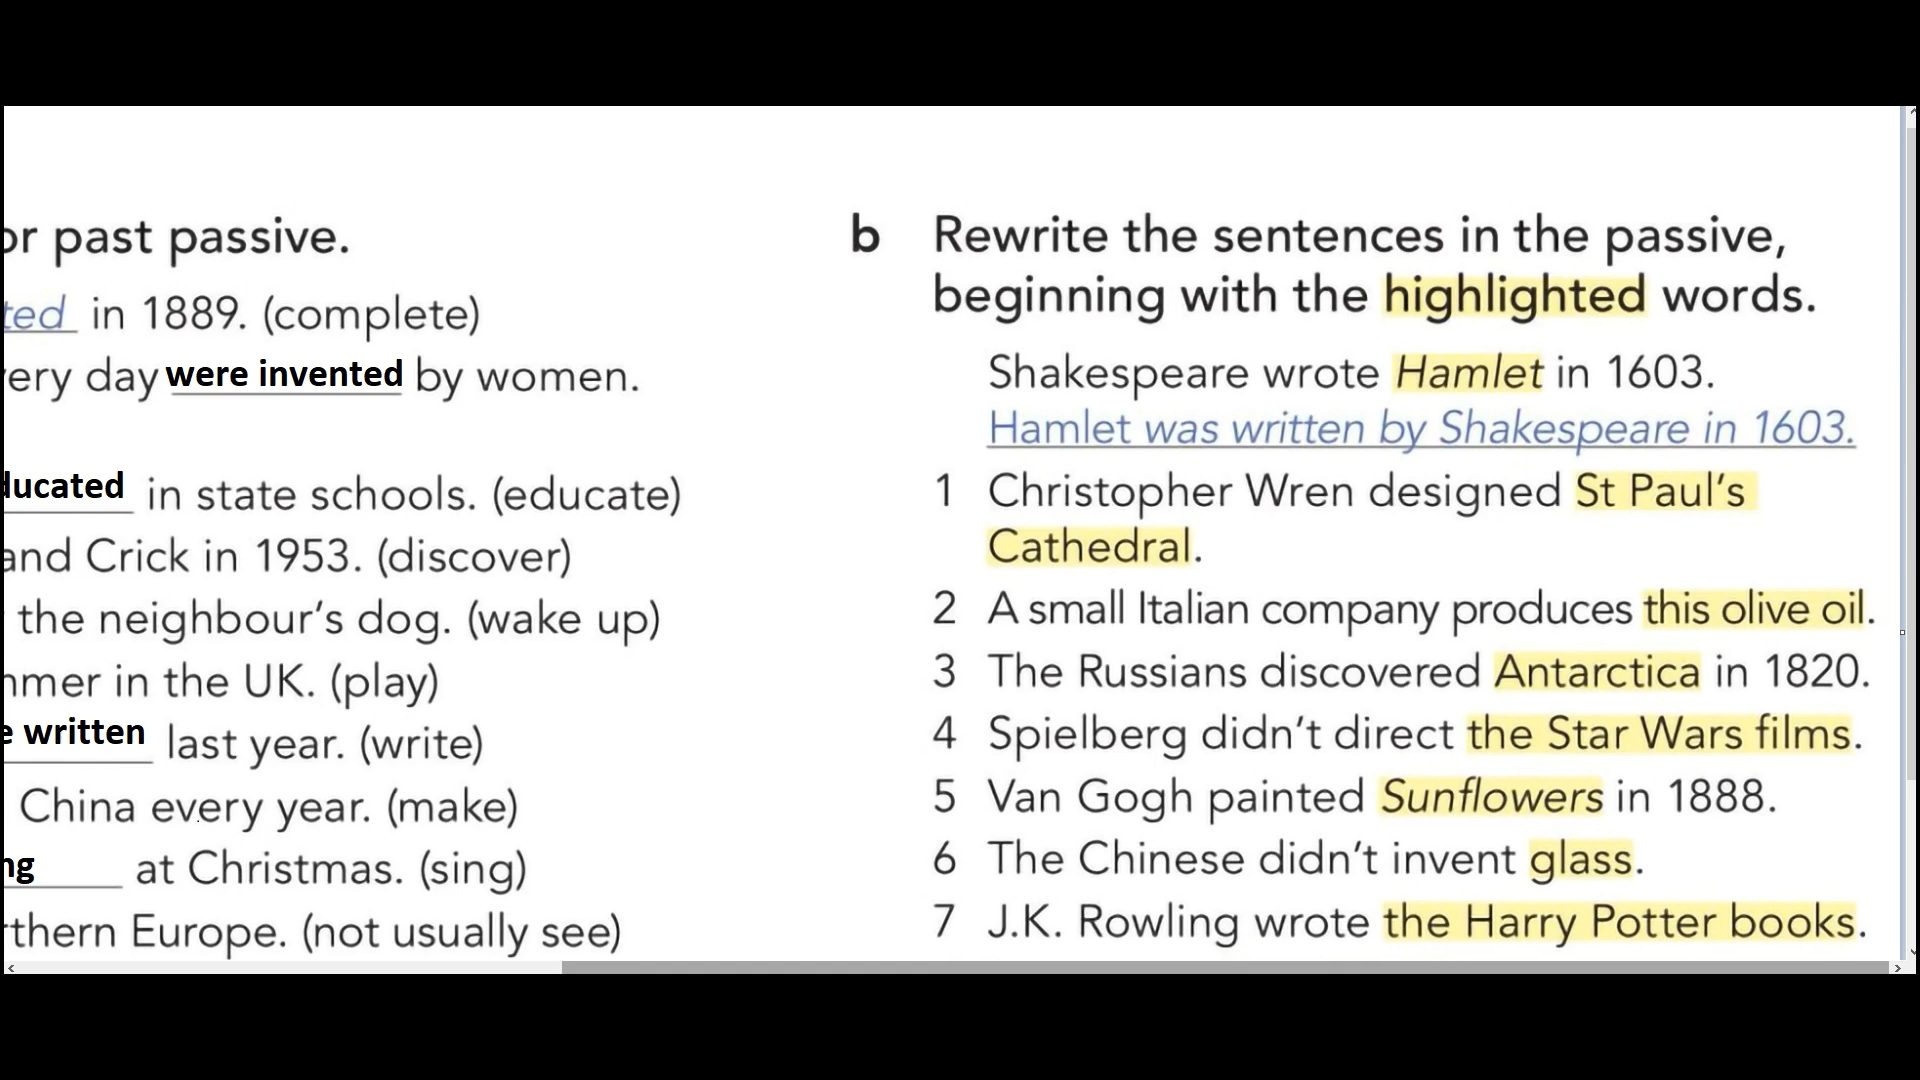 or past passive.
ted in 1889. (complete)
very day were invented by women.
ducated in state schools. (educate)
and Crick in 1953. (discover)
the neighbour's dog. (wake up)
mmer in the UK. (play)
e written last year. (write)
China every year. (make)
ng at Christmas. (sing)
rthern Europe. (not usually see)
b Rewrite the sentences in the passive,
beginning with the highlighted words.
Shakespeare wrote Hamlet in 1603.
Hamlet was written by Shakespeare in 1603.
1 Christopher Wren designed St Paul's
Cathedral.
2 A small Italian company produces this olive oil.
3 The Russians discovered Antarctica in 1820.
4 Spielberg didn't direct the Star Wars films.
5 Van Gogh painted Sunflowers in 1888.
6 The Chinese didn't invent glass.
7 J.K. Rowling wrote the Harry Potter books.